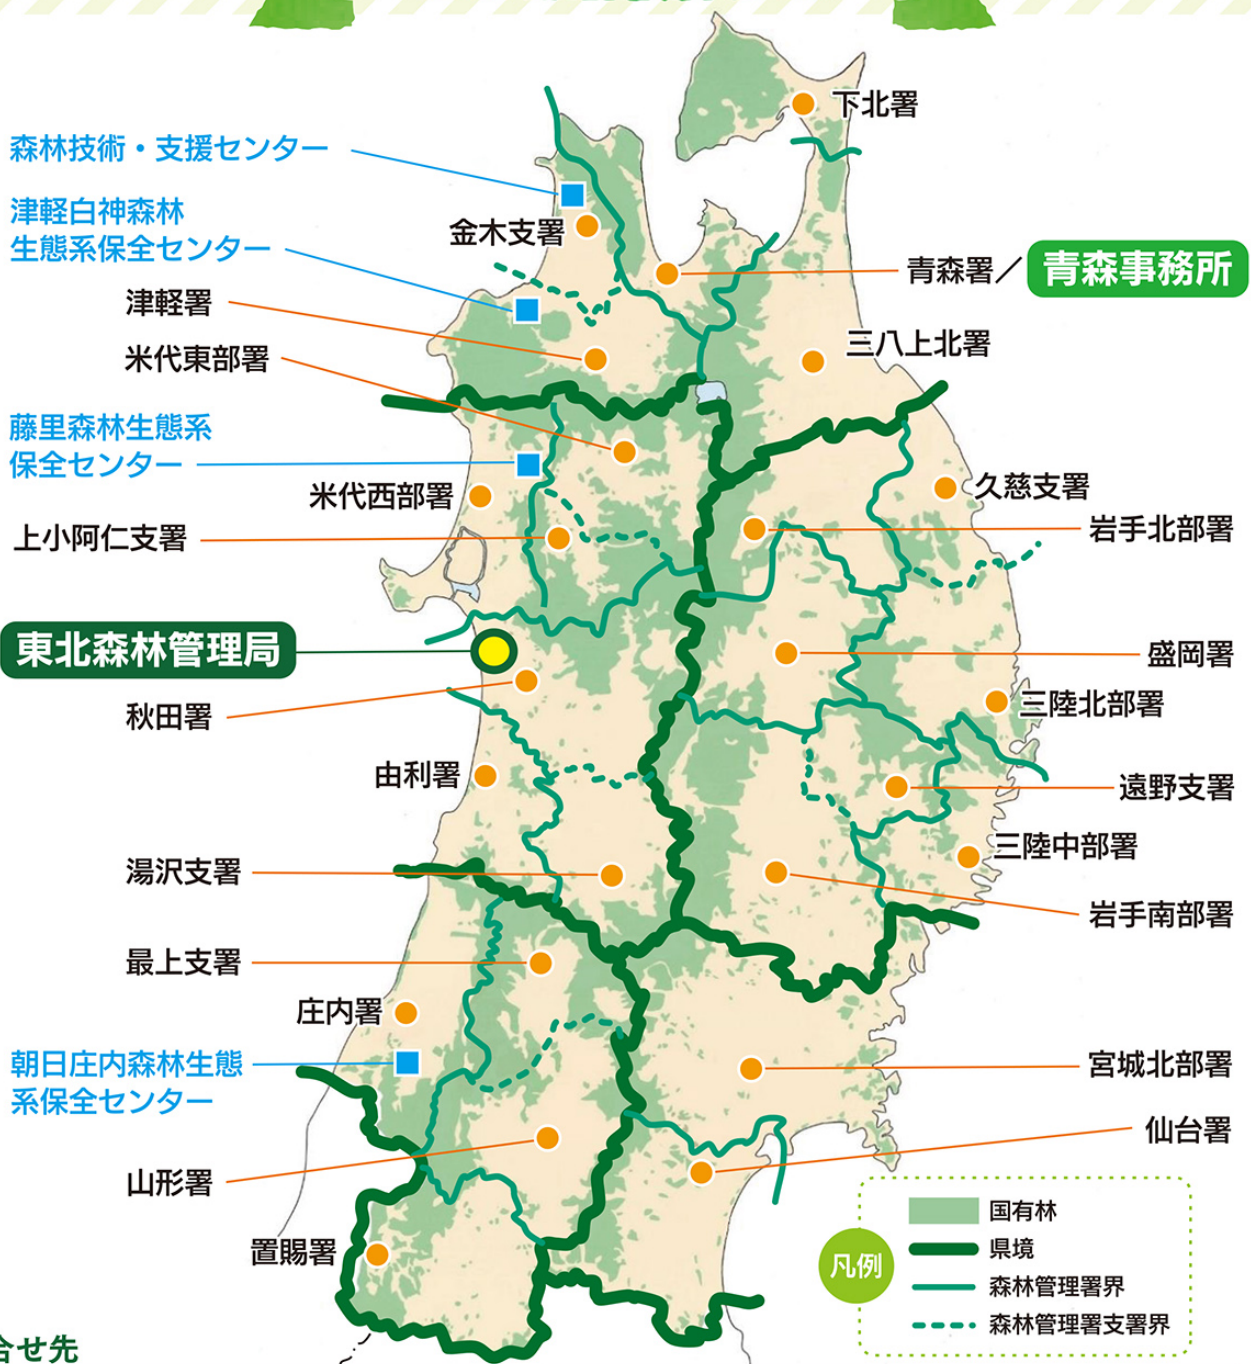 下北署
森林技術・支援センター
津軽白神森林
生態系保全センター
金木支署
青森署／
青森事務所
津軽署
三八上北署
米代東部署
藤里森林生態系
保全センター
米代西部署
久慈支署
上小阿仁支署
岩手北部署
東北森林管理局
盛岡署
秋田署
三陸北部署
由利署
遠野支署
湯沢支署
三陸中部署
岩手南部署
最上支署
庄内署
朝日庄内森林生態
系保全センター
宮城北部署
仙台署
山形署
置賜署
凡例
国有林
県境
森林管理署界
森林管理署支署界
合せ先